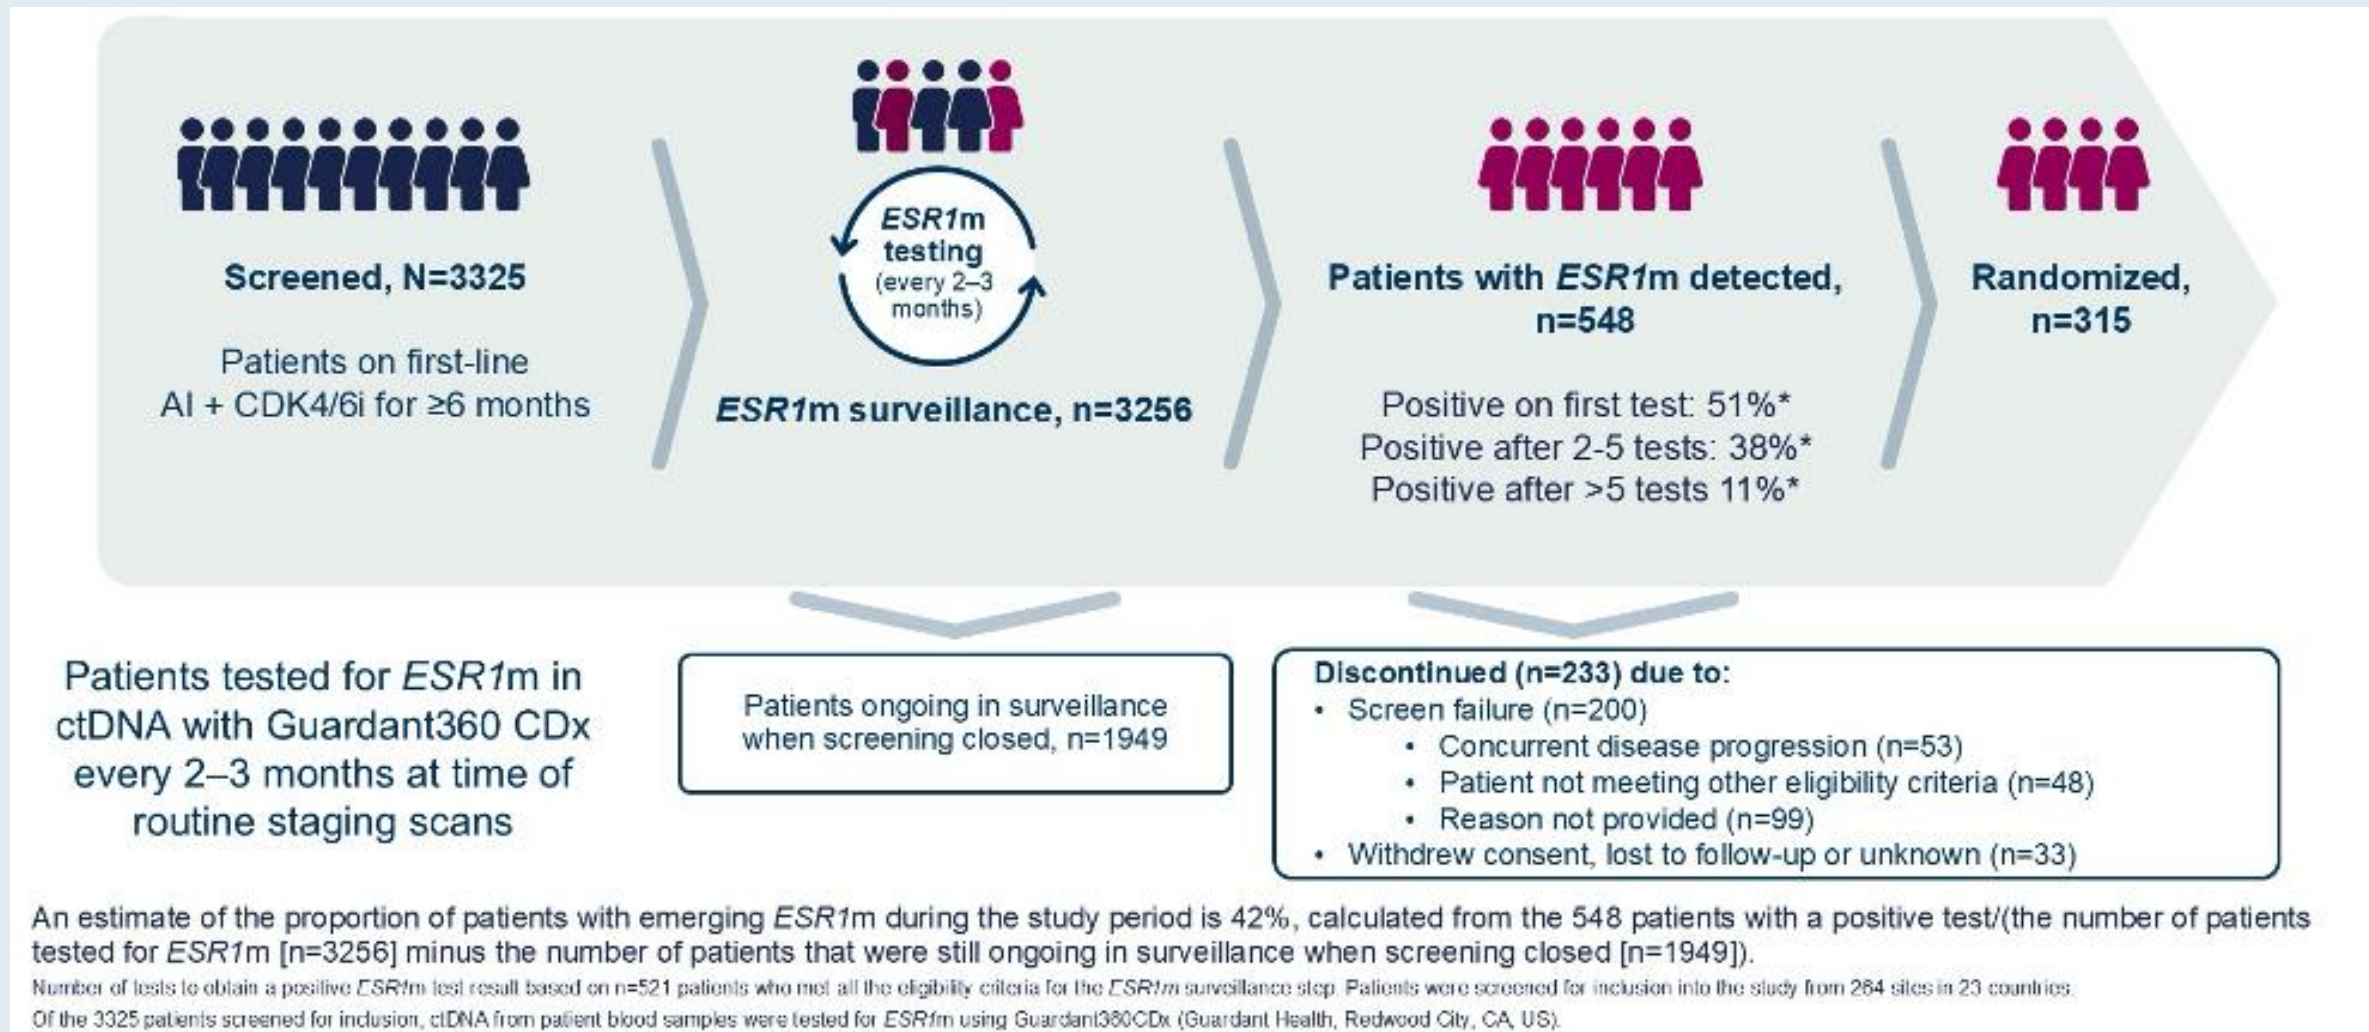 Screened, N=3325
Patients on first-line
AI + CDK4/6i for ≥6 months
ESR1m
testing
(every 2–3
months)
ESR1m surveillance, n=3256
Patients with ESR1m detected,
n=548
Positive on first test: 51%*
Positive after 2-5 tests: 38%*
Positive after >5 tests 11%*
Randomized,
n=315
Patients tested for ESR1m in
ctDNA with Guardant360 CDx
every 2–3 months at time of
routine staging scans
Patients ongoing in surveillance
when screening closed, n=1949
Discontinued (n=233) due to:
• Screen failure (n=200)
• Concurrent disease progression (n=53)
• Patient not meeting other eligibility criteria (n=48)
• Reason not provided (n=99)
• Withdrew consent, lost to follow-up or unknown (n=33)
An estimate of the proportion of patients with emerging ESR1m during the study period is 42%, calculated from the 548 patients with a positive test/(the number of patients
tested for ESR1m [n=3256] minus the number of patients that were still ongoing in surveillance when screening closed [n=1949]).
Number of tests to obtain a positive ESR1m test result based on n=521 patients who met all the eligibility criteria for the ESR1m surveillance step. Patients were screened for inclusion into the study from 264 sites in 23 countries.
Of the 3325 patients screened for inclusion, ctDNA from patient blood samples were tested for ESR1m using Guardant360CDx (Guardant Health, Redwood City, CA, US).